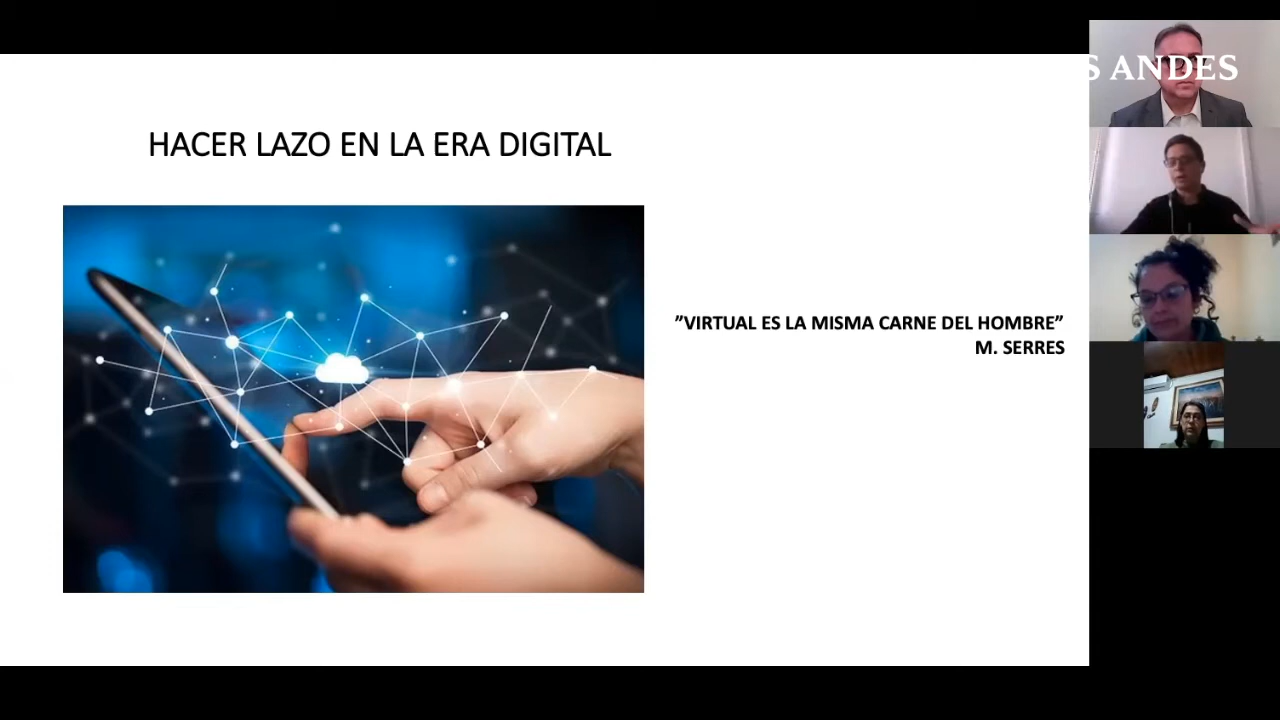 S ANDES
HACER LAZO EN LA ERA DIGITAL
”VIRTUAL ES LA MISMA CARNE DEL HOMBRE”
M. SERRES